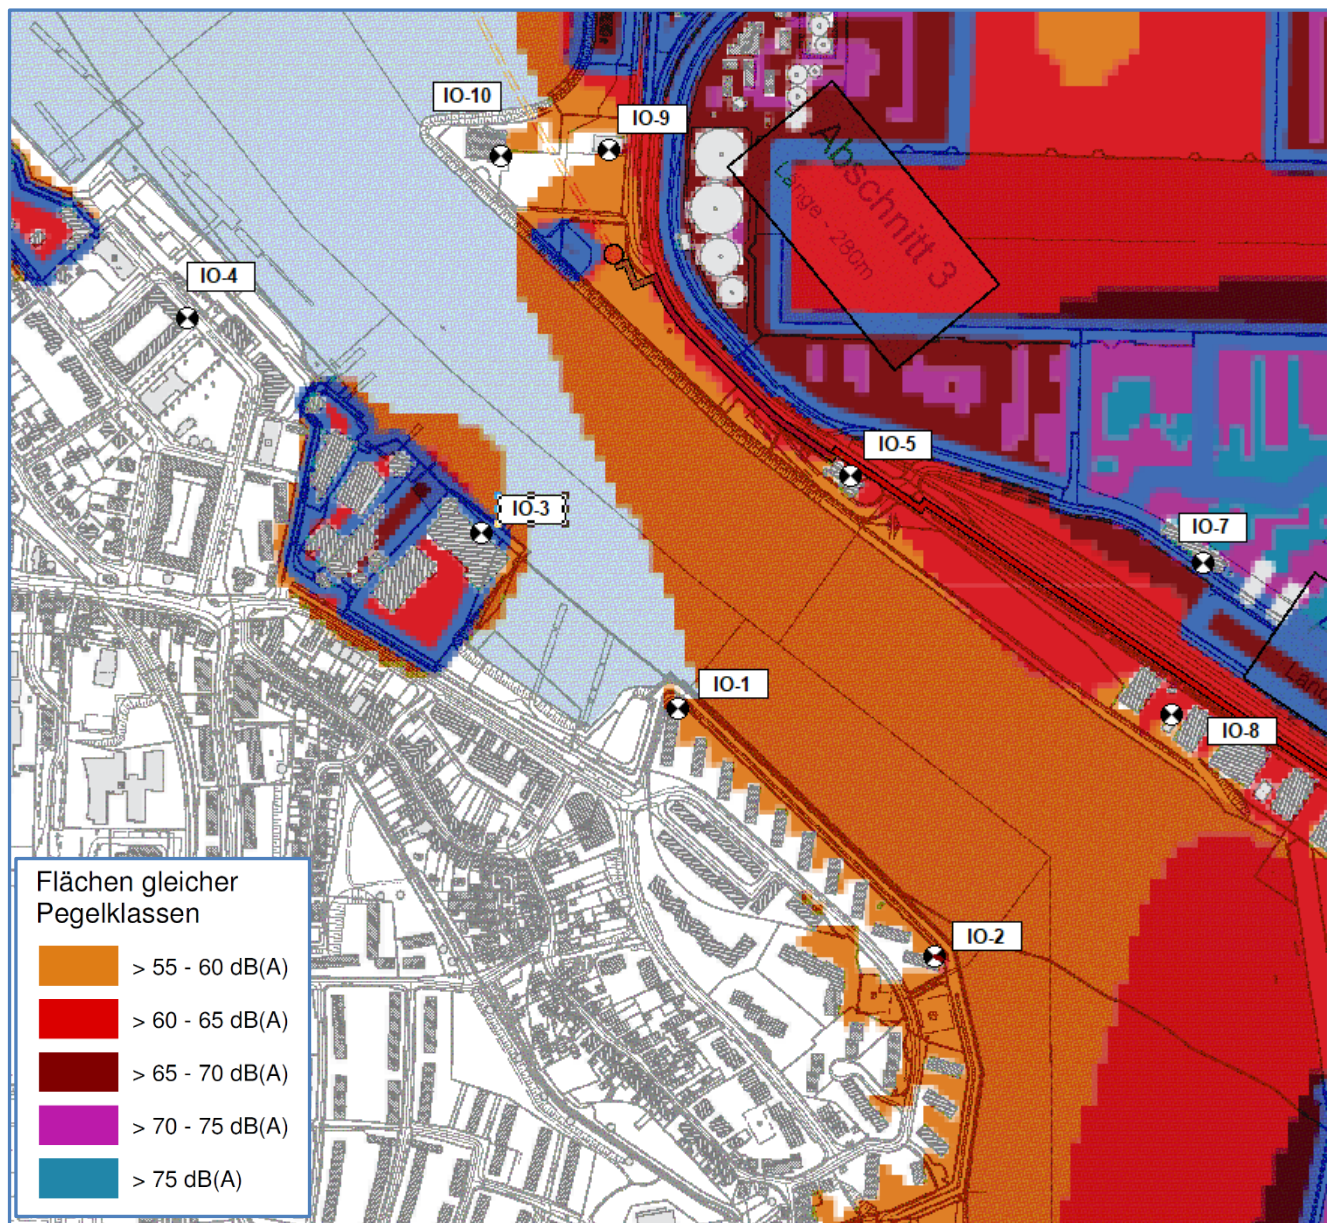 IO-10
IO-9
Abschnitt 3
Länge ~ 280m
IO-4
IO-5
IO-3
IO-7
IO-1
IO-8
IO-2
Flächen gleicher
Pegelklassen
> 55 - 60 dB(A)
> 60 - 65 dB(A)
> 65 - 70 dB(A)
> 70 - 75 dB(A)
> 75 dB(A)